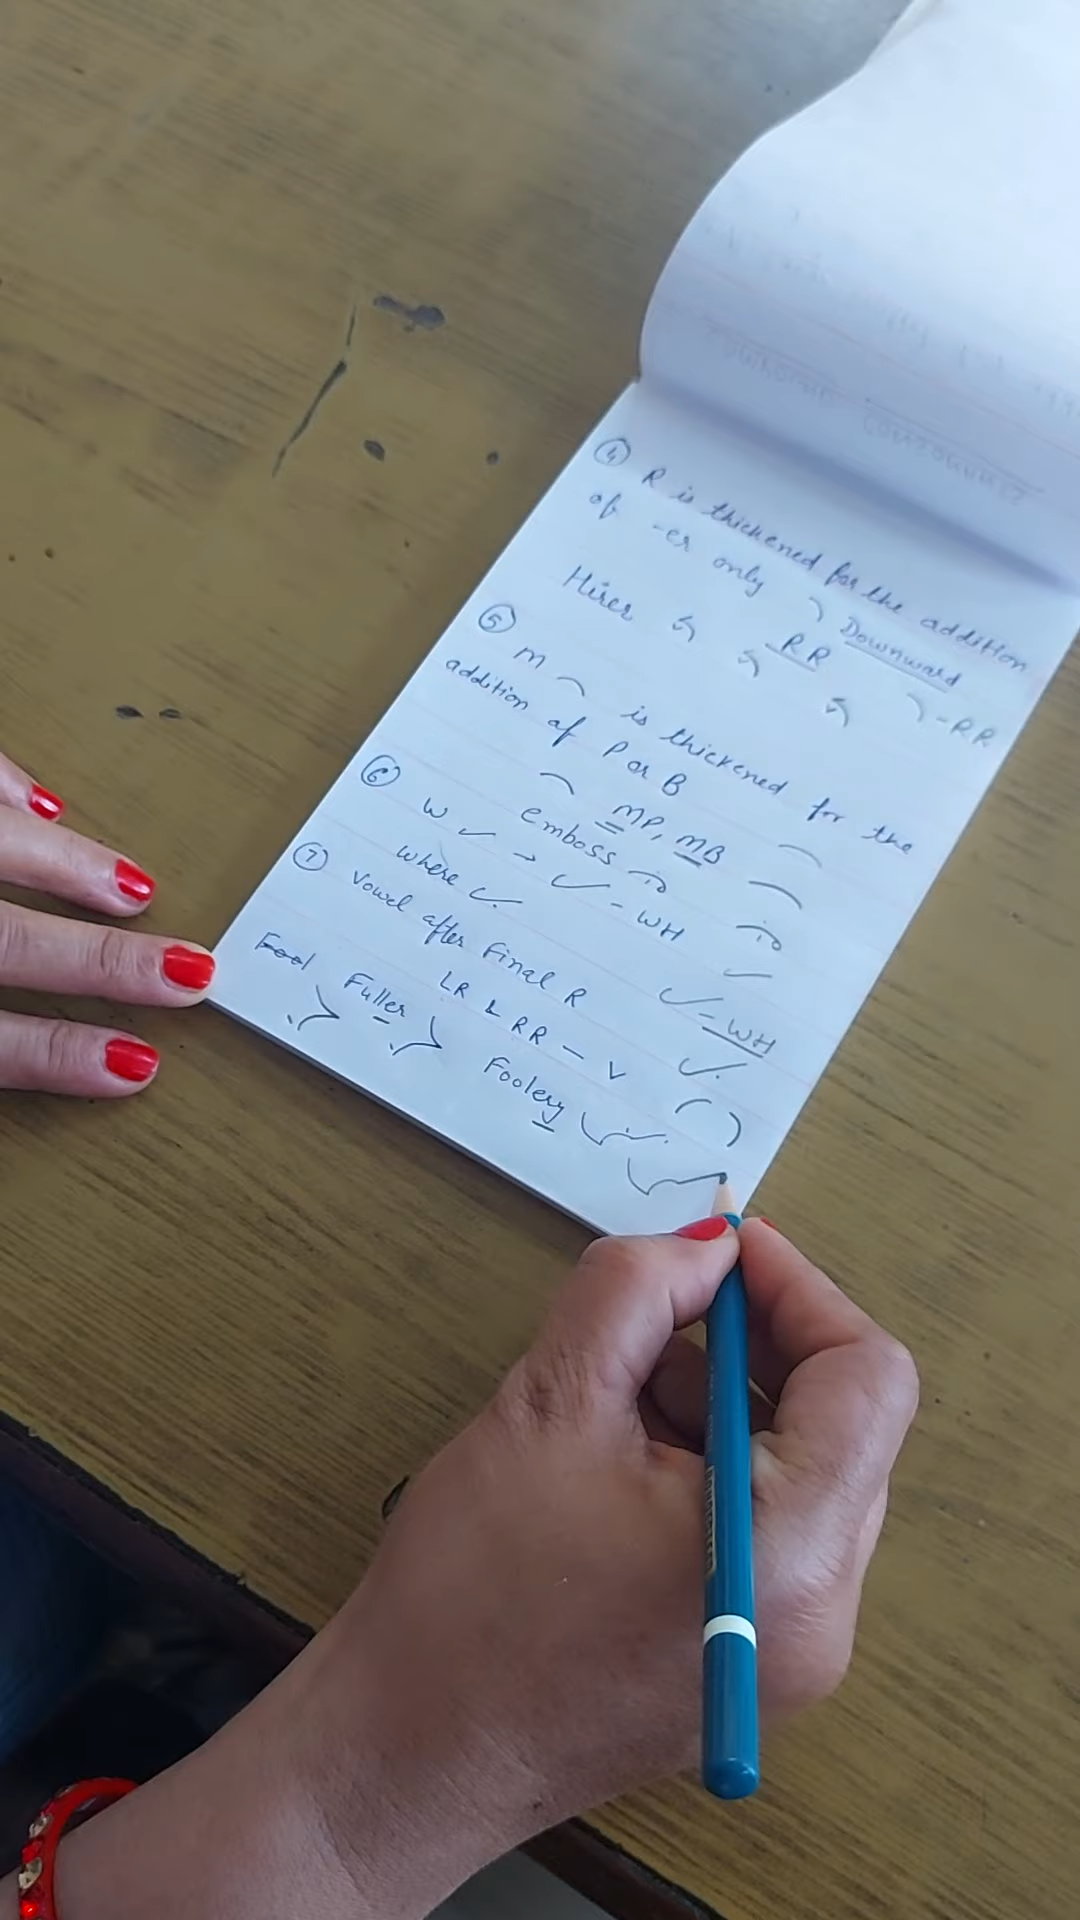 ④ R is thickened for the addition
of -er only Downward
Hirer RR -RR
⑤ M is thickened for the
addition of P or B
MP, MB
emboss
⑥ W → - WH
where - WH
⑦ Vowel after Final R
LR & RR -
Fool Fuller Foolery